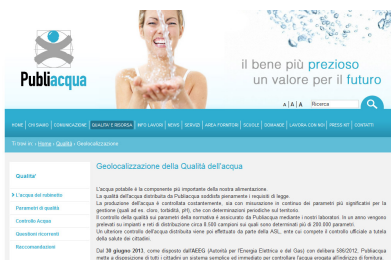 Publiacqua
il bene più prezioso
un valore per il futuro
A | A | A Ricerca
HOME | CHI SIAMO | COMUNICAZIONE | QUALITA' E RISORSA | INFO LAVORI | NEWS | SERVIZI | AREA FORNITORI | SCUOLE | DOMANDE | LAVORA CON NOI | PRESS KIT | CONTATTI
Ti trovi in: » Home » Qualità » Geolocalizzazione
Qualita'
L'acqua del rubinetto
Parametri di qualità
Controllo Acqua
Questioni ricorrenti
Raccomandazioni
Geolocalizzazione della Qualità dell'acqua
L'acqua potabile è la componente più importante della nostra alimentazione.
La qualità dell'acqua distribuita da Publiacqua soddisfa pienamente i requisiti di legge.
La produzione dell'acqua è controllata costantemente, sia con misurazione in continuo dei parametri più significativi per la
gestione (quali ad es. cloro, torbidità, pH), che con determinazioni periodiche sul territorio.
Il controllo della qualità sui parametri della normativa è assicurato da Publiacqua mediante i nostri laboratori. In un anno vengono
prelevati su impianti e reti di distribuzione circa 8.500 campioni sui quali sono determinati più di 200.000 parametri.
Un ulteriore controllo dell'acqua distribuita viene poi effettuato da parte della ASL, ente cui compete il controllo ufficiale a tutela
della salute dei cittadini.
Dal 30 giugno 2013, come disposto dall'AEEG (Autorità per l'Energia Elettrica e del Gas) con delibera 586/2012, Publiacqua
mette a disposizione di tutti i cittadini un sistema semplice ed immediato per controllare l'acqua erogata all'indirizzo di fornitura.